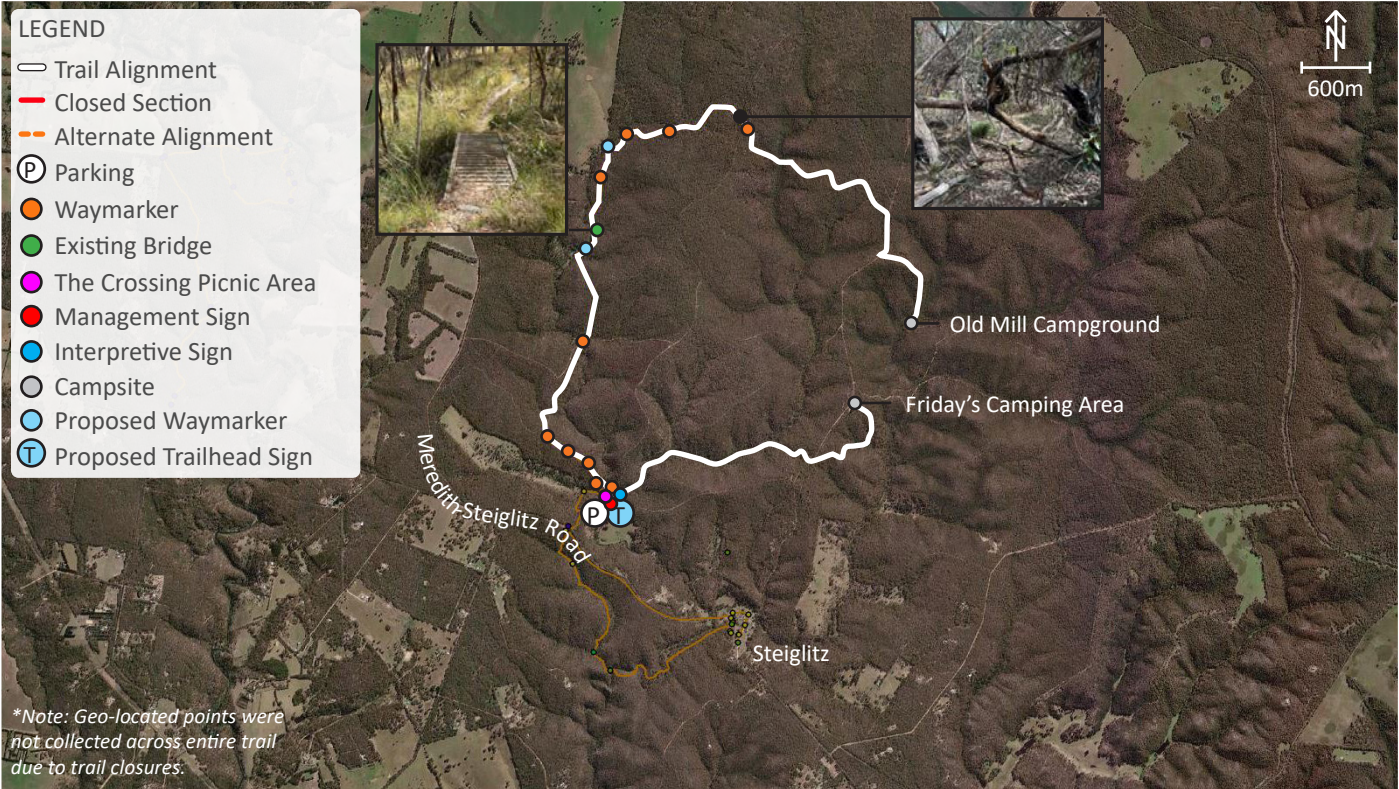 LEGEND
Trail Alignment
Closed Section
Alternate Alignment
P Parking
Waymarker
Existing Bridge
The Crossing Picnic Area
Management Sign
Interpretive Sign
Campsite
Proposed Waymarker
T Proposed Trailhead Sign
N
600m
Old Mill Campground
Friday's Camping Area
Meredith-Steiglitz Road
P T
Steiglitz
*Note: Geo-located points were
not collected across entire trail
due to trail closures.